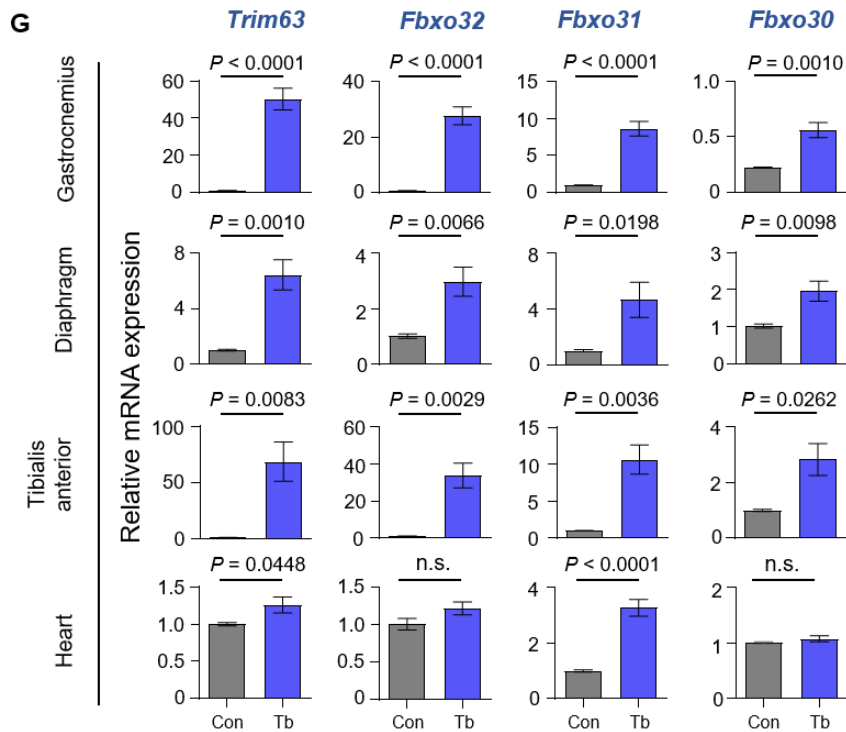 G
Trim63 Fbxo32 Fbxo31 Fbxo30
Relative mRNA expression
Gastrocnemius
P < 0.0001 P < 0.0001 P < 0.0001 P = 0.0010
60 40 15 1.0
40 20 10 0.5
20 0 5 0
0 0
Diaphragm
P = 0.0010 P = 0.0066 P = 0.0198 P = 0.0098
8 4 8 3
4 2 4 2
0 0 0 1
0
Tibialis
anterior
P = 0.0083 P = 0.0029 P = 0.0036 P = 0.0262
100 60 15 4
50 40 10 2
0 20 5 0
0 0
Heart
P = 0.0448 n.s. P < 0.0001 n.s.
1.5 1.5 4 2
1.0 1.0 2 1
0.5 0.5 0 0
0 0
Con Tb Con Tb Con Tb Con Tb